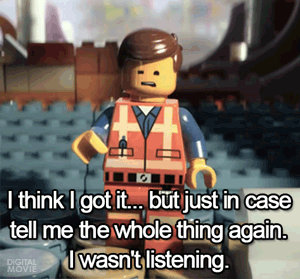 I think I got it... but just in case
tell me the whole thing again.
I wasn't listening.
DIGITAL
MOVIE